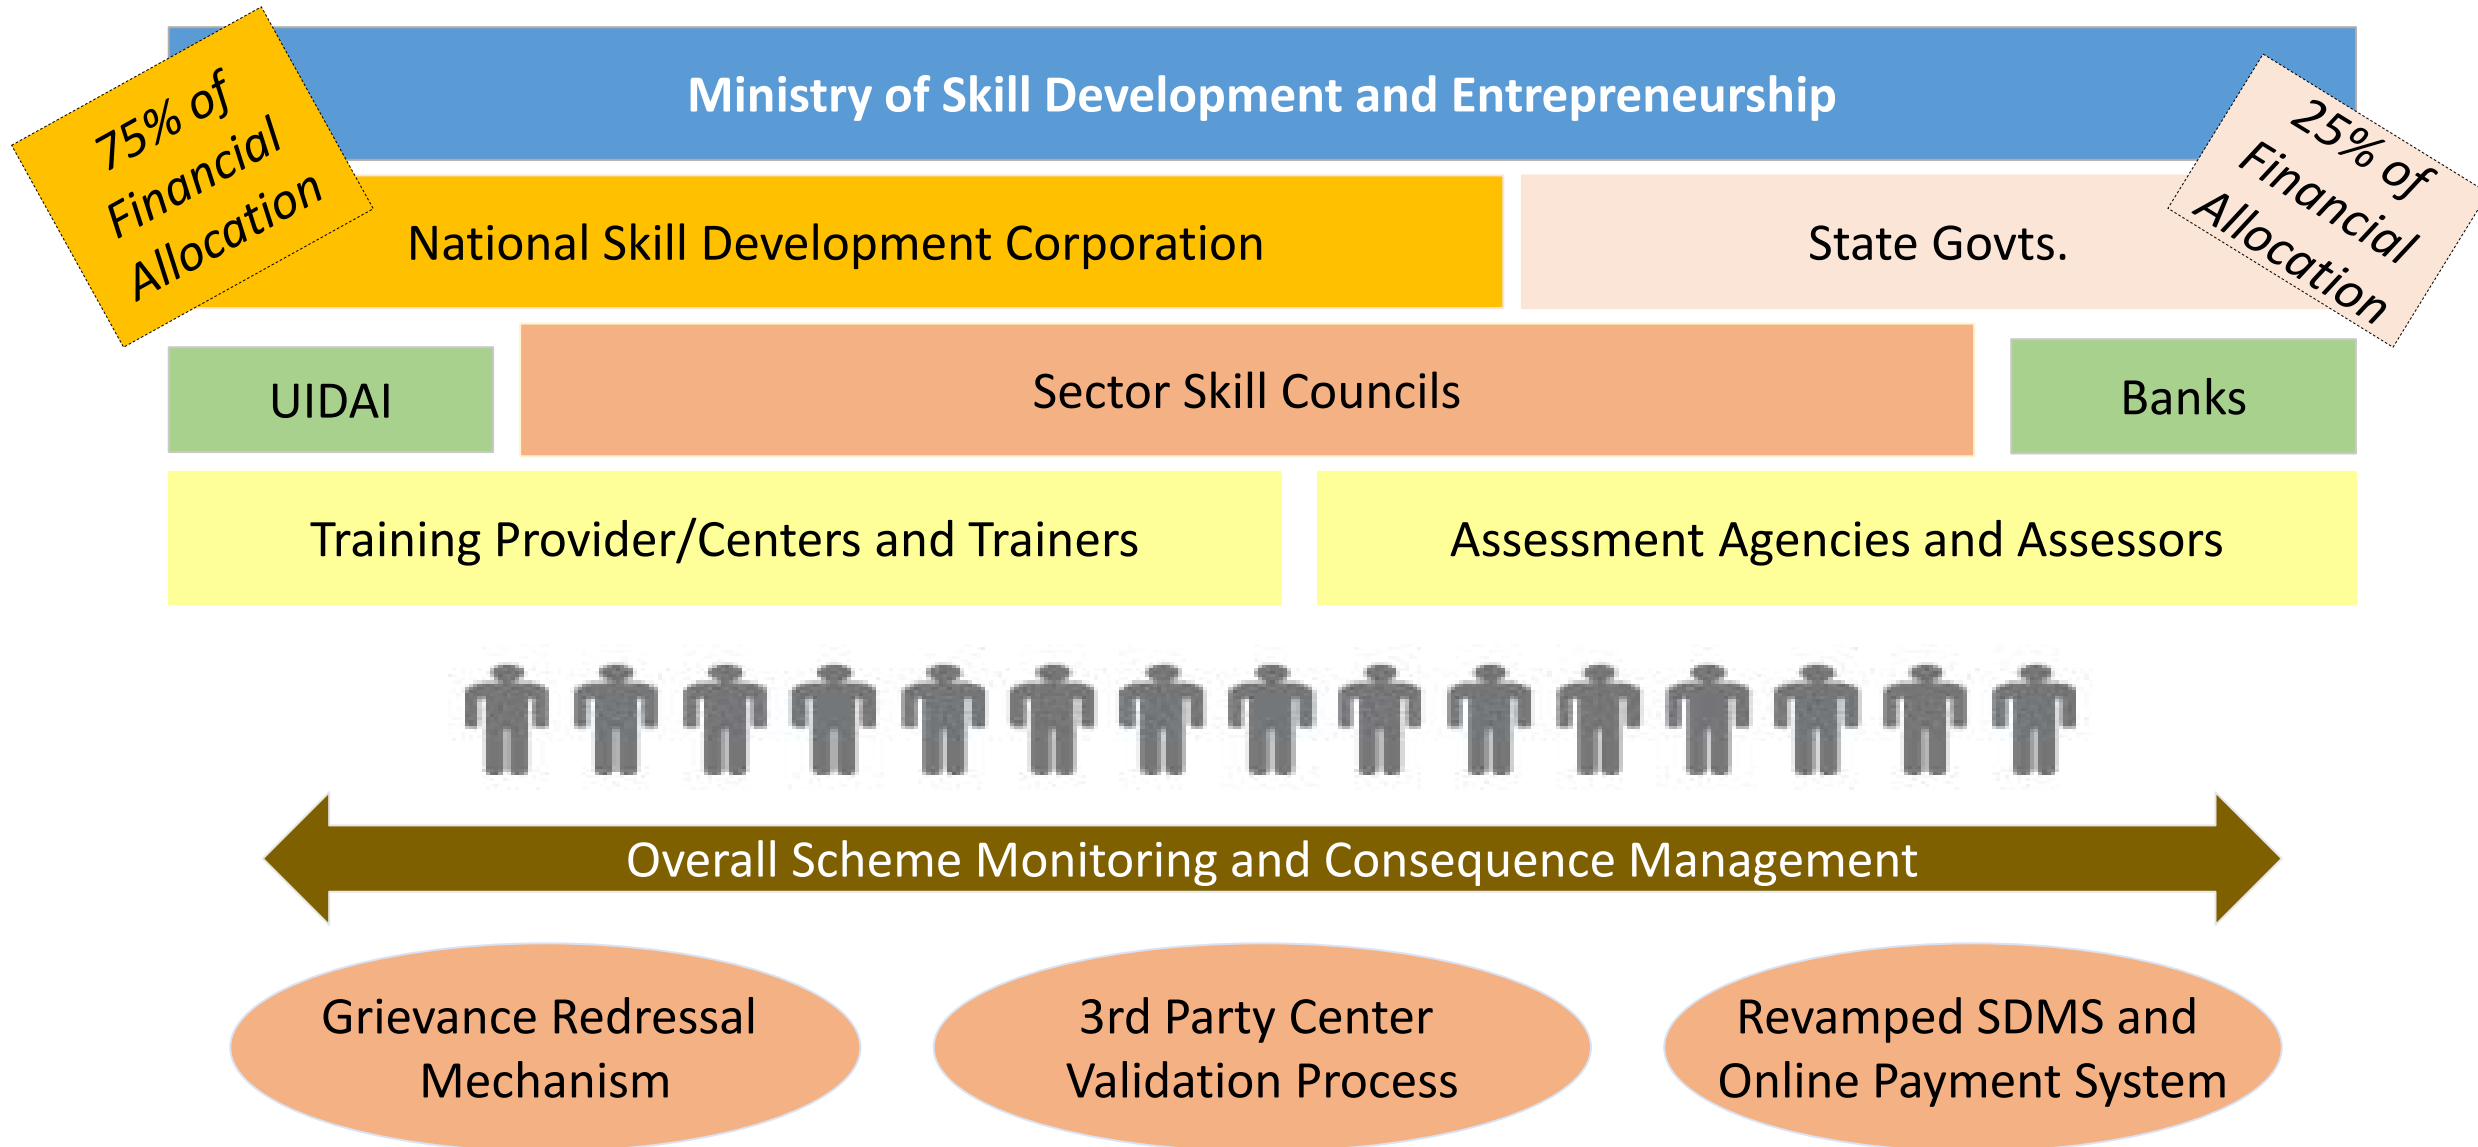 Ministry of Skill Development and Entrepreneurship
75% of
Financial
Allocation
25% of
Financial
Allocation
National Skill Development Corporation
State Govts.
UIDAI
Sector Skill Councils
Banks
Training Provider/Centers and Trainers
Assessment Agencies and Assessors
Overall Scheme Monitoring and Consequence Management
Grievance Redressal
Mechanism
3rd Party Center
Validation Process
Revamped SDMS and
Online Payment System